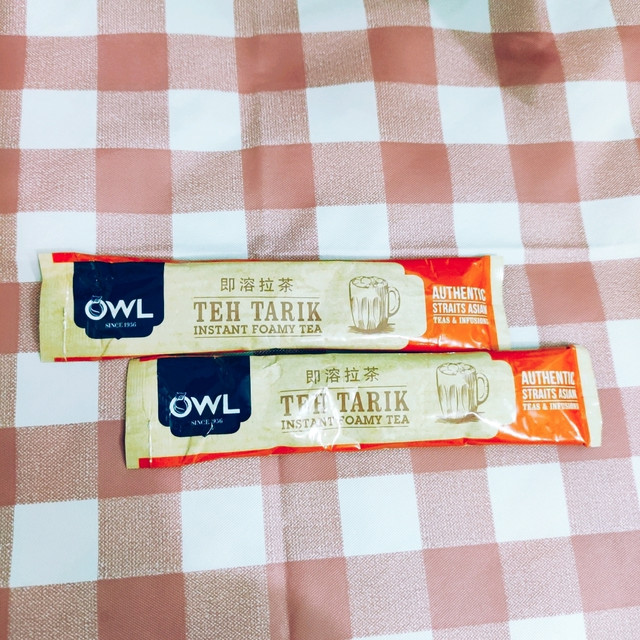 OWL
SINCE 1956
即溶拉茶
TEH TARIK
INSTANT FOAMY TEA
AUTHENTIC
STRAITS ASIAN
TEAS & INFUSIONS
OWL
SINCE 1956
即溶拉茶
TEH TARIK
INSTANT FOAMY TEA
AUTHENTIC
STRAITS ASIAN
TEAS & INFUSIONS